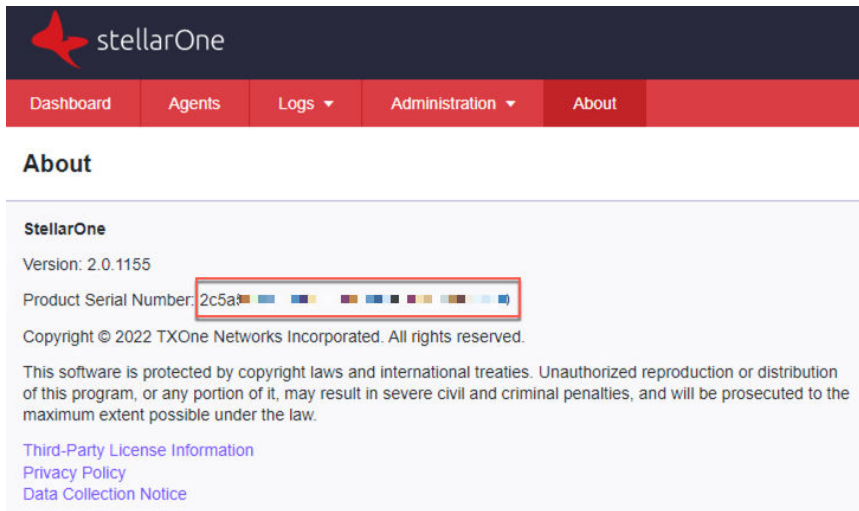 stellarOne
Dashboard Agents Logs Administration About
About
StellarOne
Version: 2.0.1155
Product Serial Number: 2c5a
Copyright © 2022 TXOne Networks Incorporated. All rights reserved.
This software is protected by copyright laws and international treaties. Unauthorized reproduction or distribution
of this program, or any portion of it, may result in severe civil and criminal penalties, and will be prosecuted to the
maximum extent possible under the law.
Third-Party License Information
Privacy Policy
Data Collection Notice